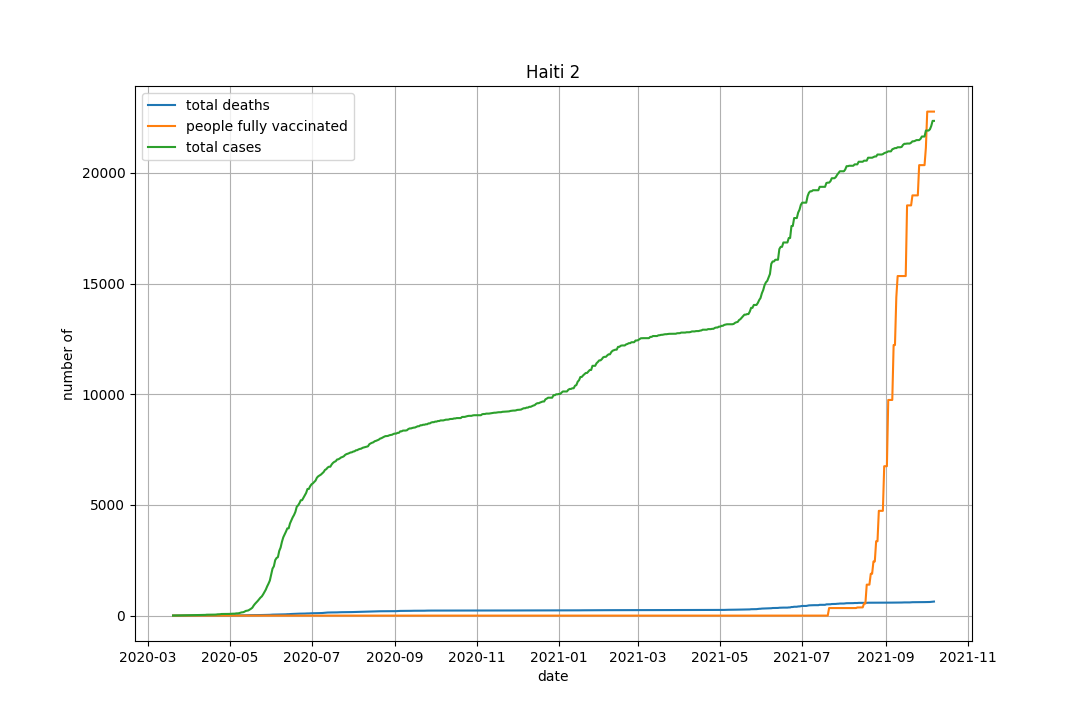 Haiti 2
total deaths
people fully vaccinated
total cases
number of
20000
15000
10000
5000
0
2020-03 2020-05 2020-07 2020-09 2020-11 2021-01 2021-03 2021-05 2021-07 2021-09 2021-11
date